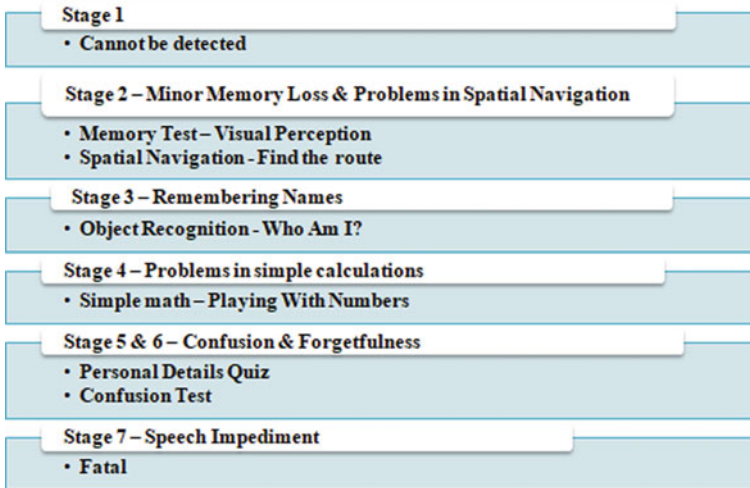 Stage 1
• Cannot be detected
Stage 2 – Minor Memory Loss & Problems in Spatial Navigation
• Memory Test – Visual Perception
• Spatial Navigation - Find the route
Stage 3 – Remembering Names
• Object Recognition - Who Am I?
Stage 4 – Problems in simple calculations
• Simple math – Playing With Numbers
Stage 5 & 6 – Confusion & Forgetfulness
• Personal Details Quiz
• Confusion Test
Stage 7 – Speech Impediment
• Fatal